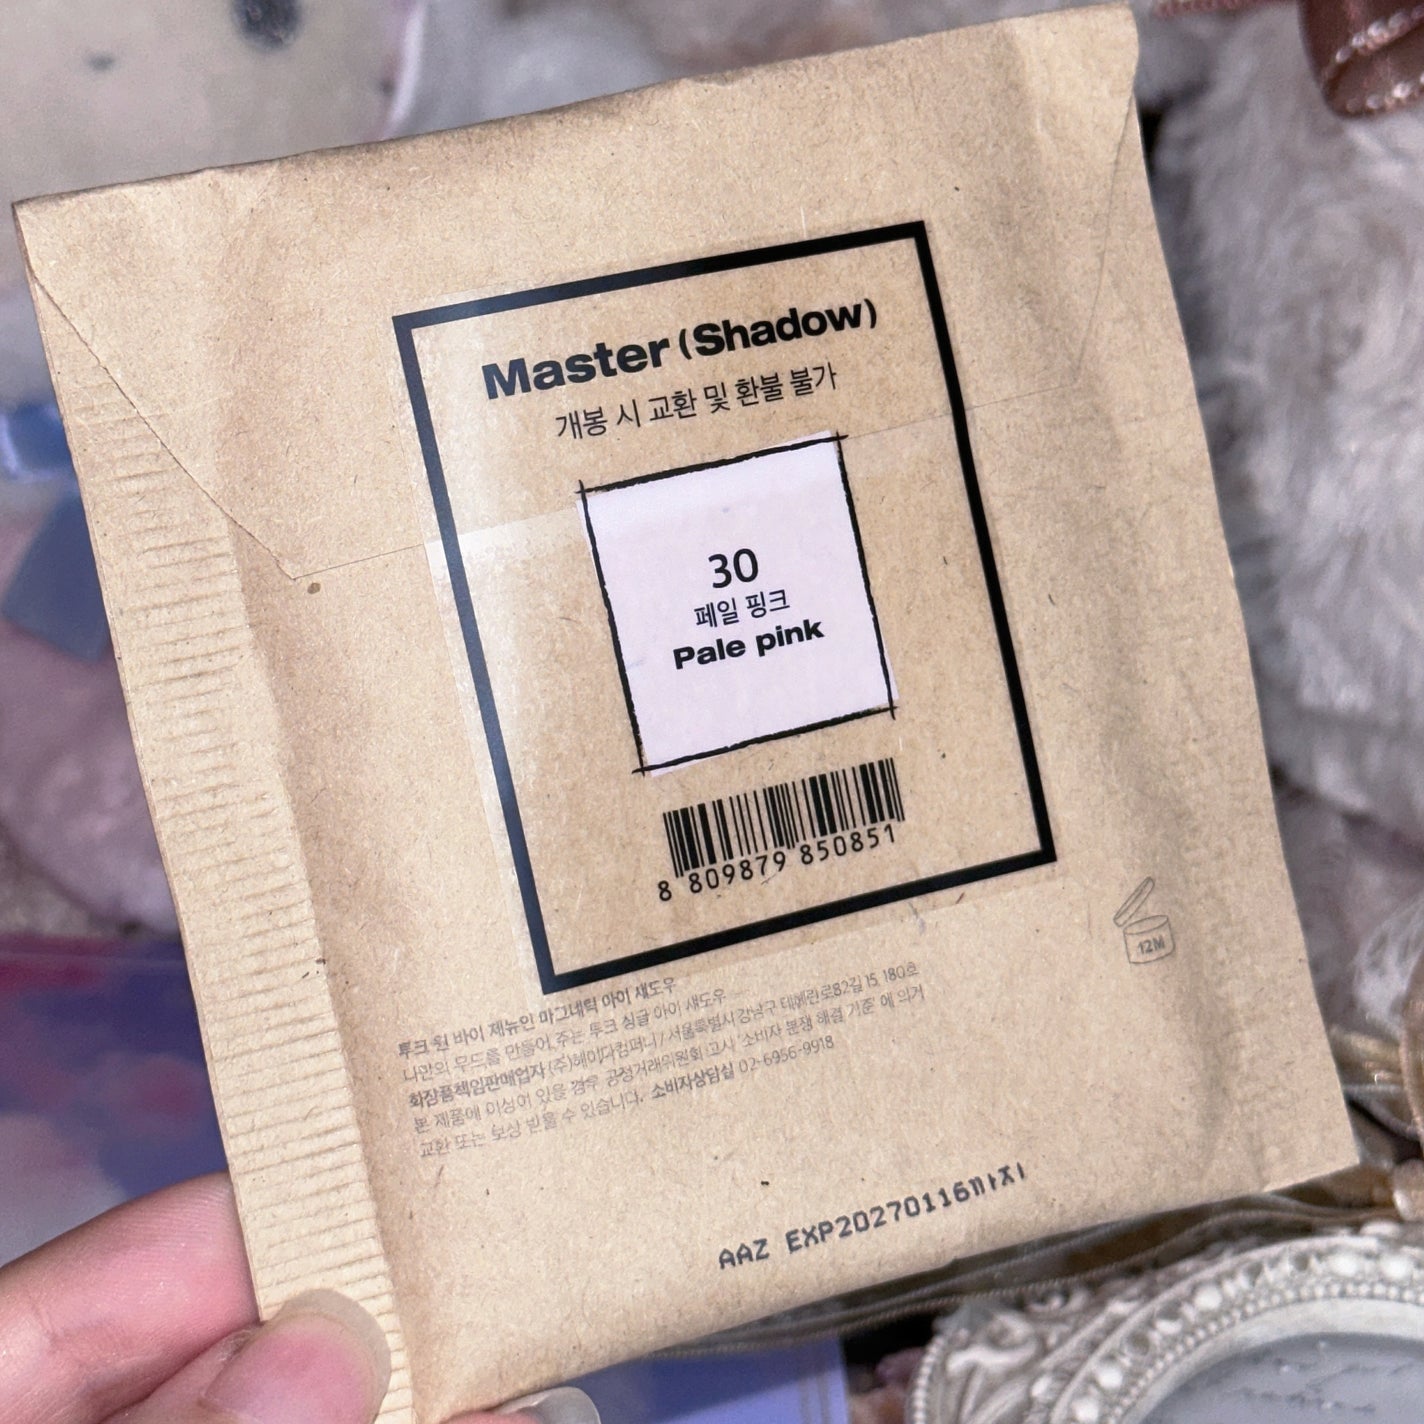 Master (Shadow)
개봉 시 교환 및 환불 불가
30
페일 핑크
Pale pink
8 809879 850851
12M
투크 원 바이 제뉴인 마그네틱 아이 섀도우
나만의 무드를 만들어 주는 투크 싱글 아이 섀도우
화장품책임판매업자 (주)헤이다컴퍼니 / 서울특별시 강남구 테헤란로82길 15, 180호
본 제품에 이상이 있을 경우 공정거래위원회 고시 '소비자 분쟁 해결 기준'에 의거
교환 또는 보상 받을 수 있습니다. 소비자상담실 02-6956-9918
AAZ EXP20270116까지